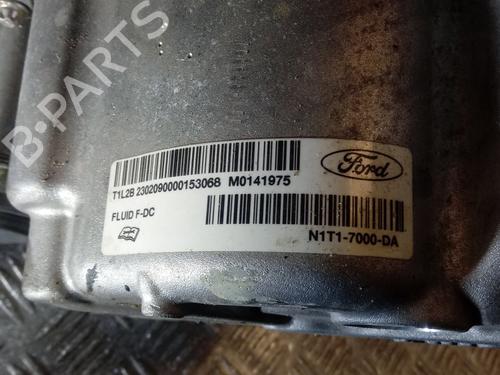 B-PARTS
T1L2B 2302090000153068 M0141975
Ford
FLUID F-DC
N1T1-7000-DA